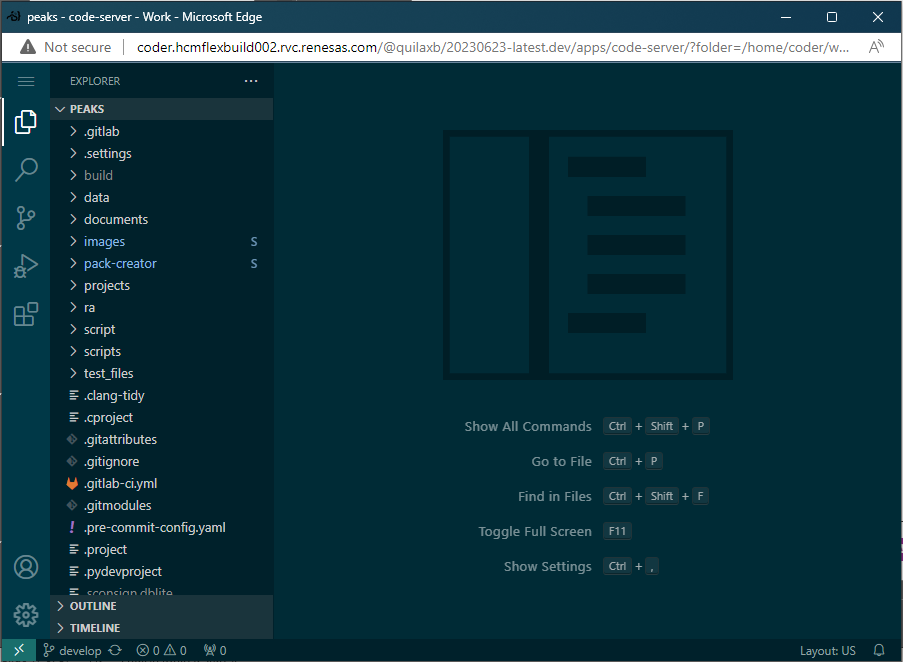 peaks - code-server - Work - Microsoft Edge
Not secure
coder.hcmflexbuild002.rvc.renesas.com/@quilaxb/20230623-latest.dev/apps/code-server/?folder=/home/coder/w...
EXPLORER
PEAKS
.gitlab
.settings
build
data
documents
images S
pack-creator S
projects
ra
script
scripts
test_files
.clang-tidy
.cproject
.gitattributes
.gitignore
.gitlab-ci.yml
.gitmodules
.pre-commit-config.yaml
.project
.pydevproject
.sconsign.dblite
OUTLINE
TIMELINE
Show All Commands Ctrl + Shift + P
Go to File Ctrl + P
Find in Files Ctrl + Shift + F
Toggle Full Screen F11
Show Settings Ctrl + ,
develop 0 0 0 Layout: US